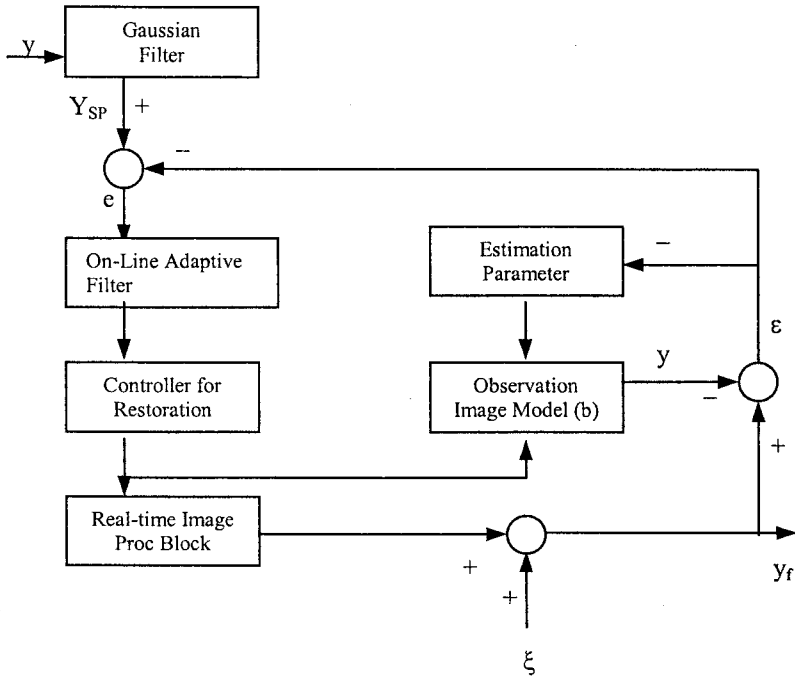 Gaussian
Filter
y
Y_SP +
–
e
On-Line Adaptive
Filter
Estimation
Parameter
–
ε
Controller for
Restoration
Observation
Image Model (b)
y
–
+
Real-time Image
Proc Block
+
+
y_f
ξ